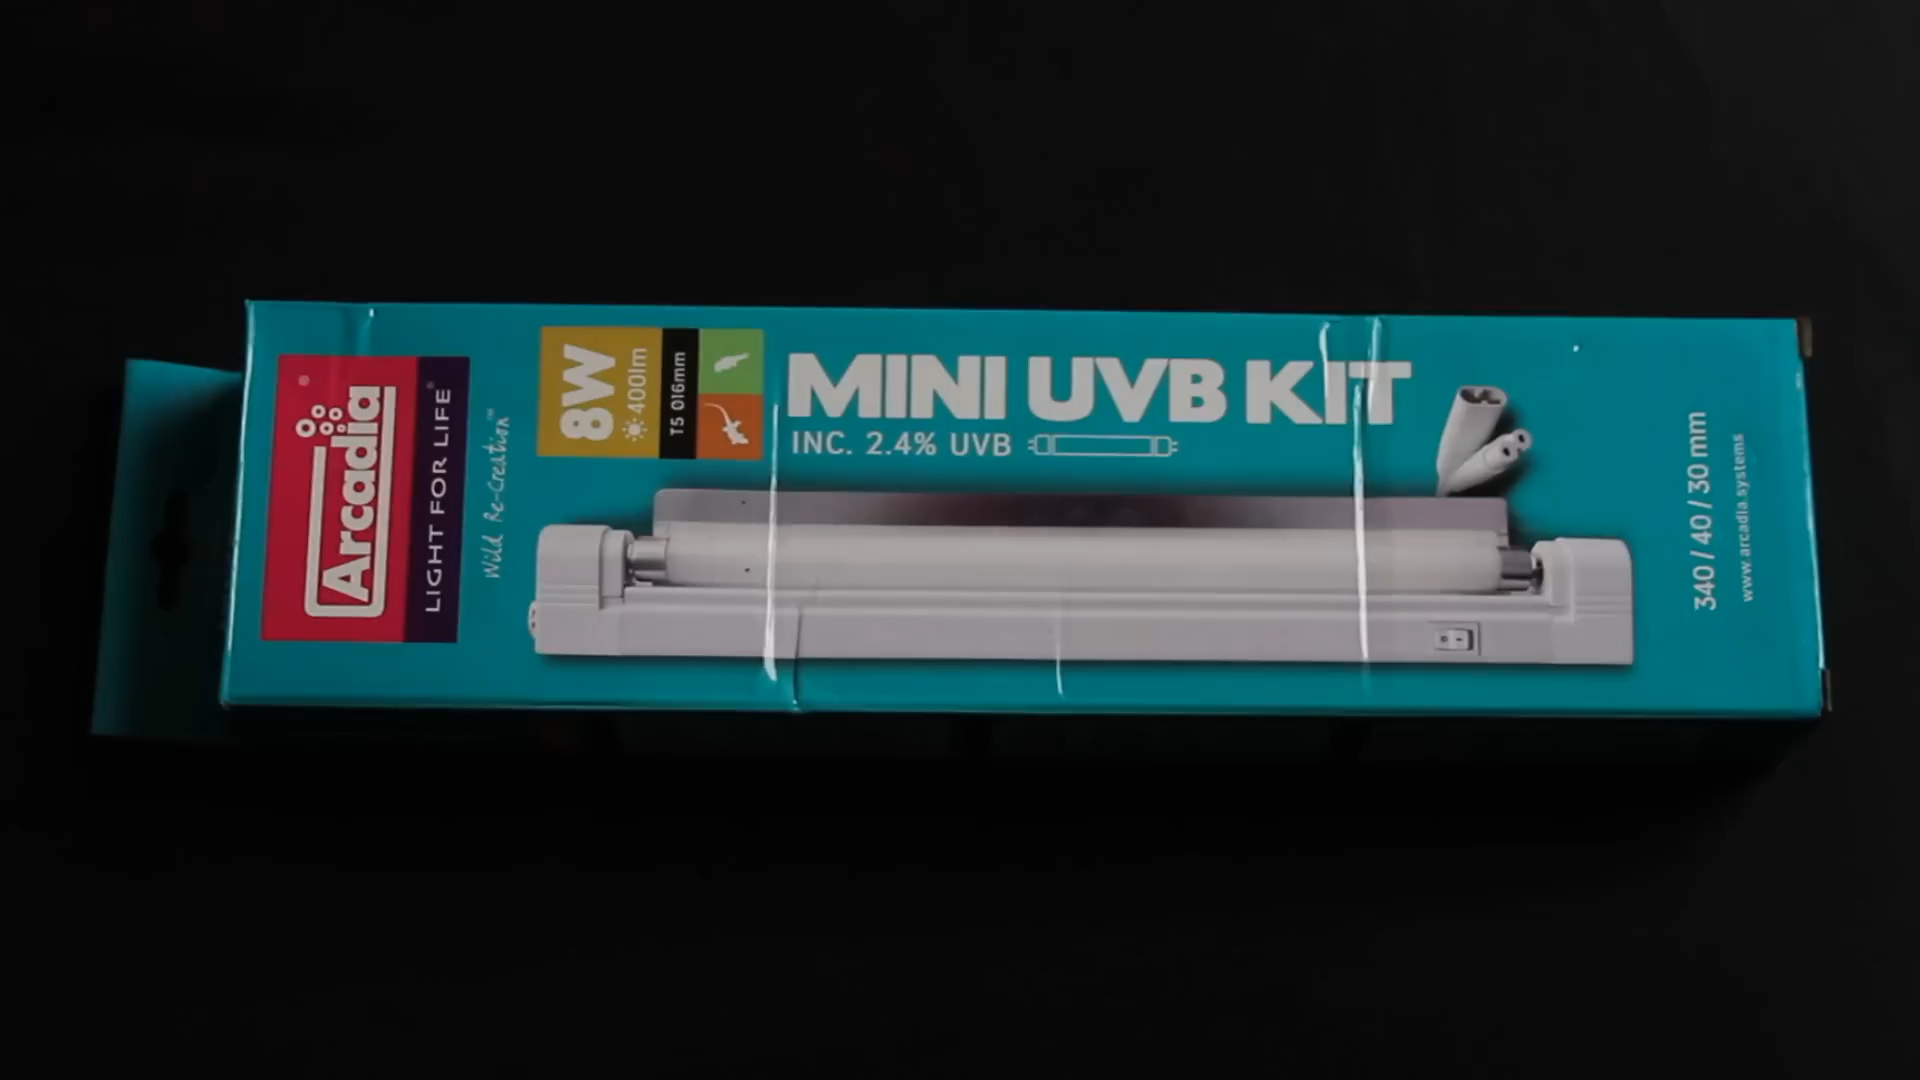 Arcadia
®
LIGHT FOR LIFE®
Wild Re-Creation™
8W
400lm
T5 Ø16mm
MINI UVB KIT
INC. 2.4% UVB
340 / 40 / 30 mm
www.arcadia.systems